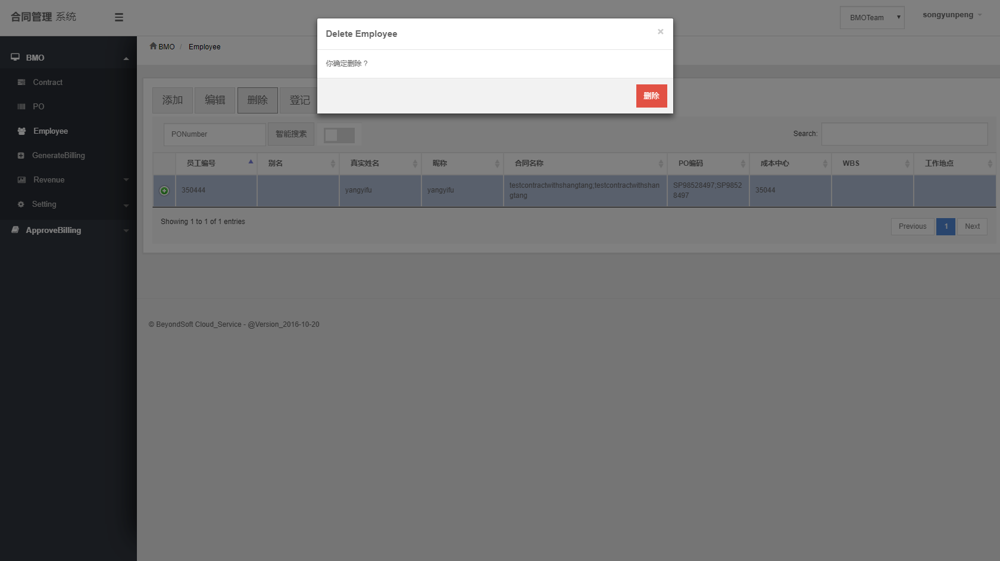 合同管理 系统
BMOTeam
songyunpeng
Delete Employee
×
你确定删除？
删除
BMO
Contract
PO
Employee
GenerateBilling
Revenue
Setting
ApproveBilling
BMO / Employee
添加 编辑 删除 登记
PONumber 智能搜索
Search:
员工编号 别名 真实姓名 昵称 合同名称 PO编码 成本中心 WBS 工作地点
350444 yangyifu yangyifu testcontractwithshangtang;testcontractwithshan SP98528497;SP9852 35044
gtang 8497
Showing 1 to 1 of 1 entries
Previous 1 Next
© BeyondSoft Cloud_Service - @Version_2016-10-20